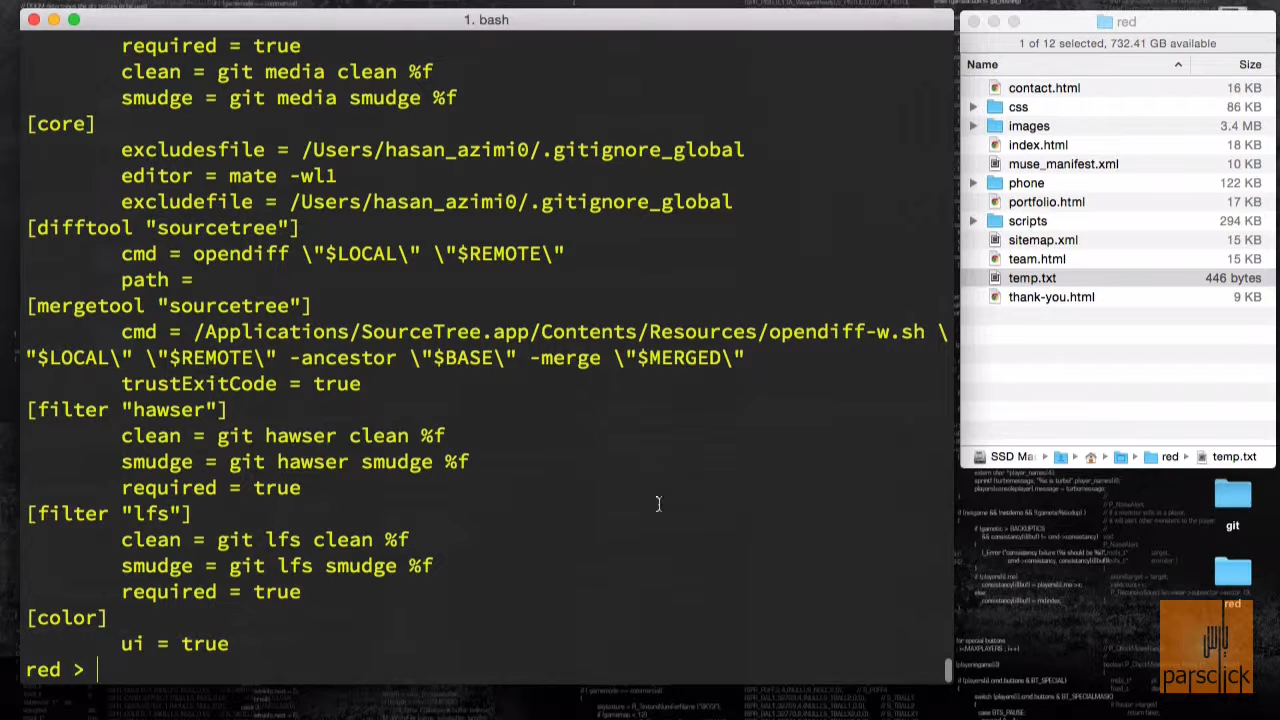 1. bash
required = true
clean = git media clean %f
smudge = git media smudge %f
[core]
excludesfile = /Users/hasan_azimi0/.gitignore_global
editor = mate -wl1
excludefile = /Users/hasan_azimi0/.gitignore_global
[difftool "sourcetree"]
cmd = opendiff \"$LOCAL\" \"$REMOTE\"
path =
[mergetool "sourcetree"]
cmd = /Applications/SourceTree.app/Contents/Resources/opendiff-w.sh \
"$LOCAL\" \"$REMOTE\" -ancestor \"$BASE\" -merge \"$MERGED\"
trustExitCode = true
[filter "hawser"]
clean = git hawser clean %f
smudge = git hawser smudge %f
required = true
[filter "lfs"]
clean = git lfs clean %f
smudge = git lfs smudge %f
required = true
[color]
ui = true
red >
red
1 of 12 selected, 732.41 GB available
Name Size
contact.html 16 KB
css 86 KB
images 3.4 MB
index.html 18 KB
muse_manifest.xml 10 KB
phone 122 KB
portfolio.html 17 KB
scripts 294 KB
sitemap.xml 15 KB
team.html 15 KB
temp.txt 446 bytes
thank-you.html 9 KB
SSD Ma red temp.txt
git
red
پارس
parsclick